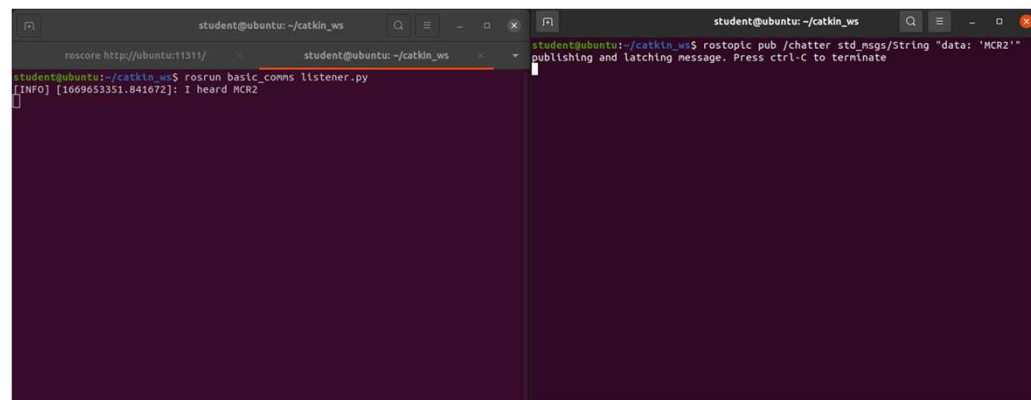 student@ubuntu: ~/catkin_ws
roscore http://ubuntu:11311/
student@ubuntu: ~/catkin_ws
student@ubuntu:~/catkin_ws$ rosrun basic_comms listener.py
[INFO] [1669653351.841672]: I heard MCR2
student@ubuntu: ~/catkin_ws
student@ubuntu:~/catkin_ws$ rostopic pub /chatter std_msgs/String "data: 'MCR2'"
publishing and latching message. Press ctrl-C to terminate